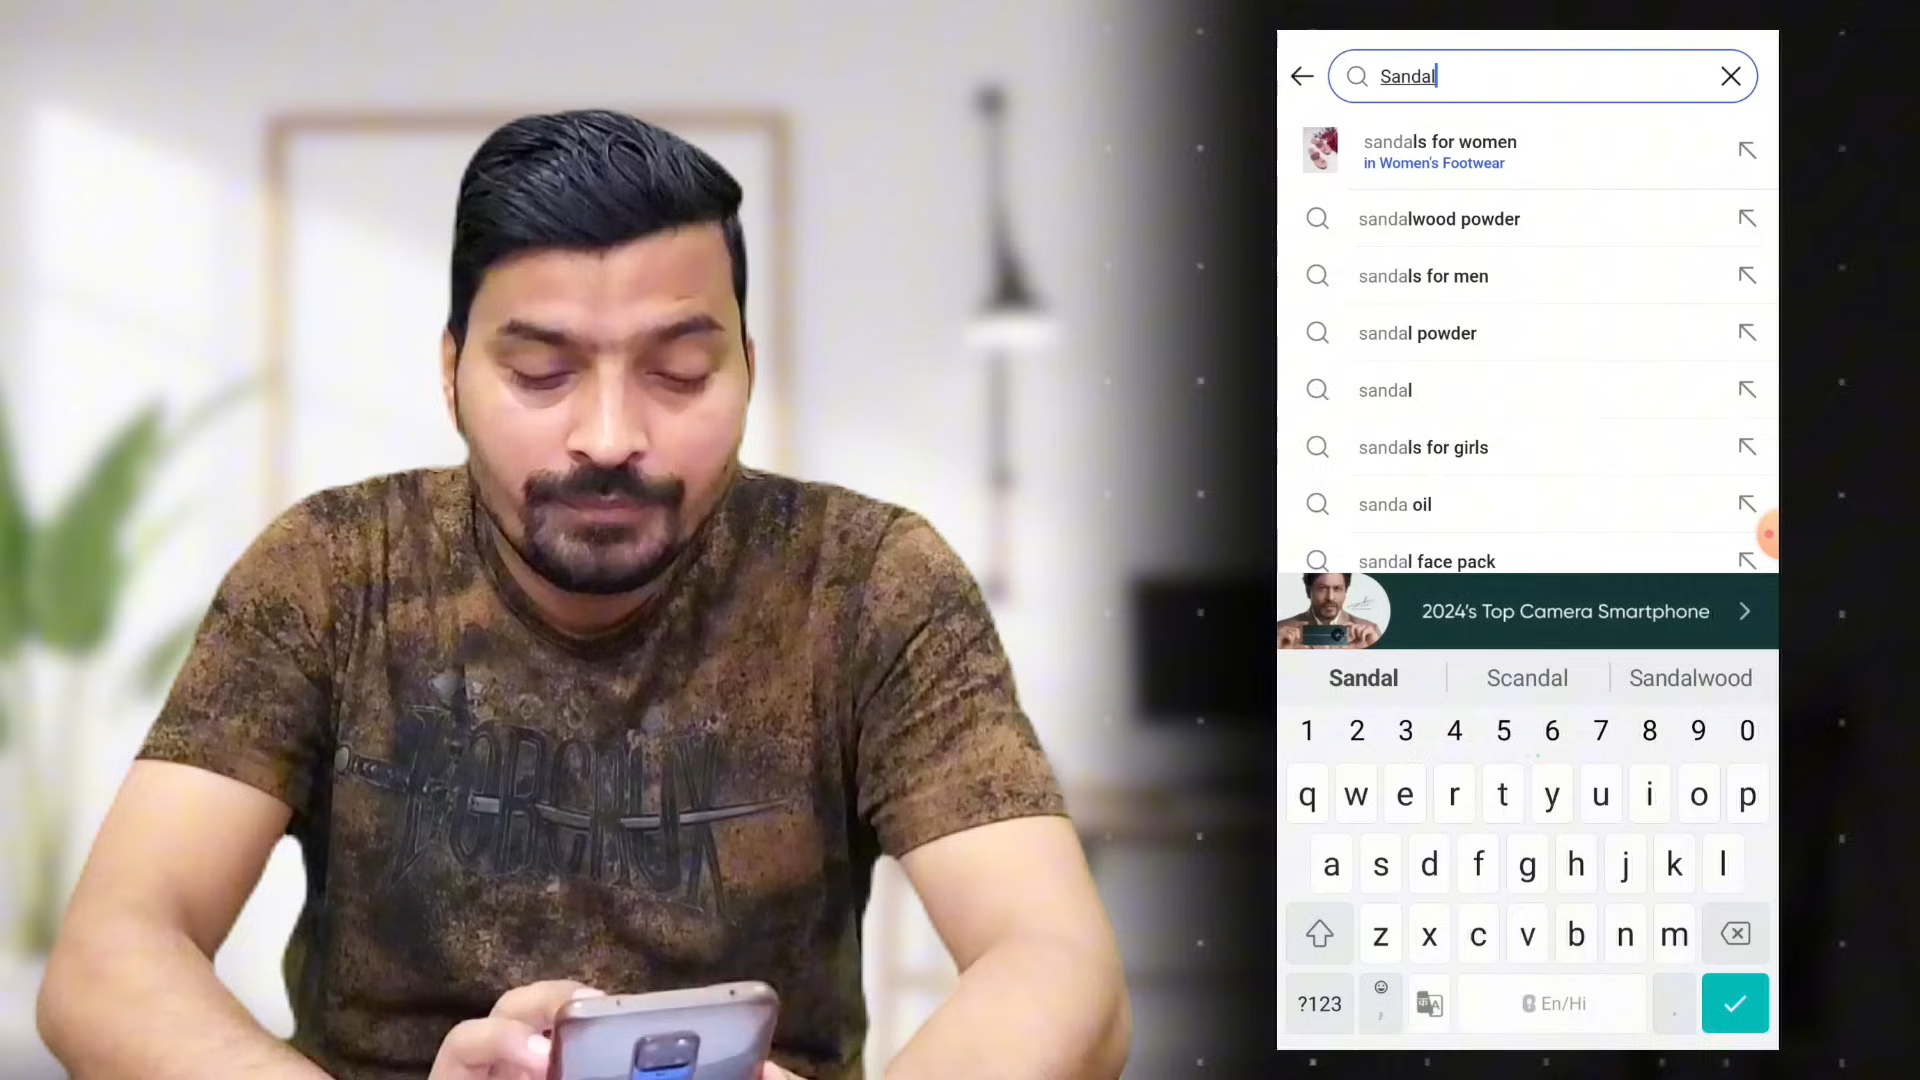 Sandal
sandals for women
in Women's Footwear
sandalwood powder
sandals for men
sandal powder
sandal
sandals for girls
sanda oil
sandal face pack
2024's Top Camera Smartphone
Sandal Scandal Sandalwood
1 2 3 4 5 6 7 8 9 0
q w e r t y u i o p
a s d f g h j k l
z x c v b n m
?123 , En/Hi .